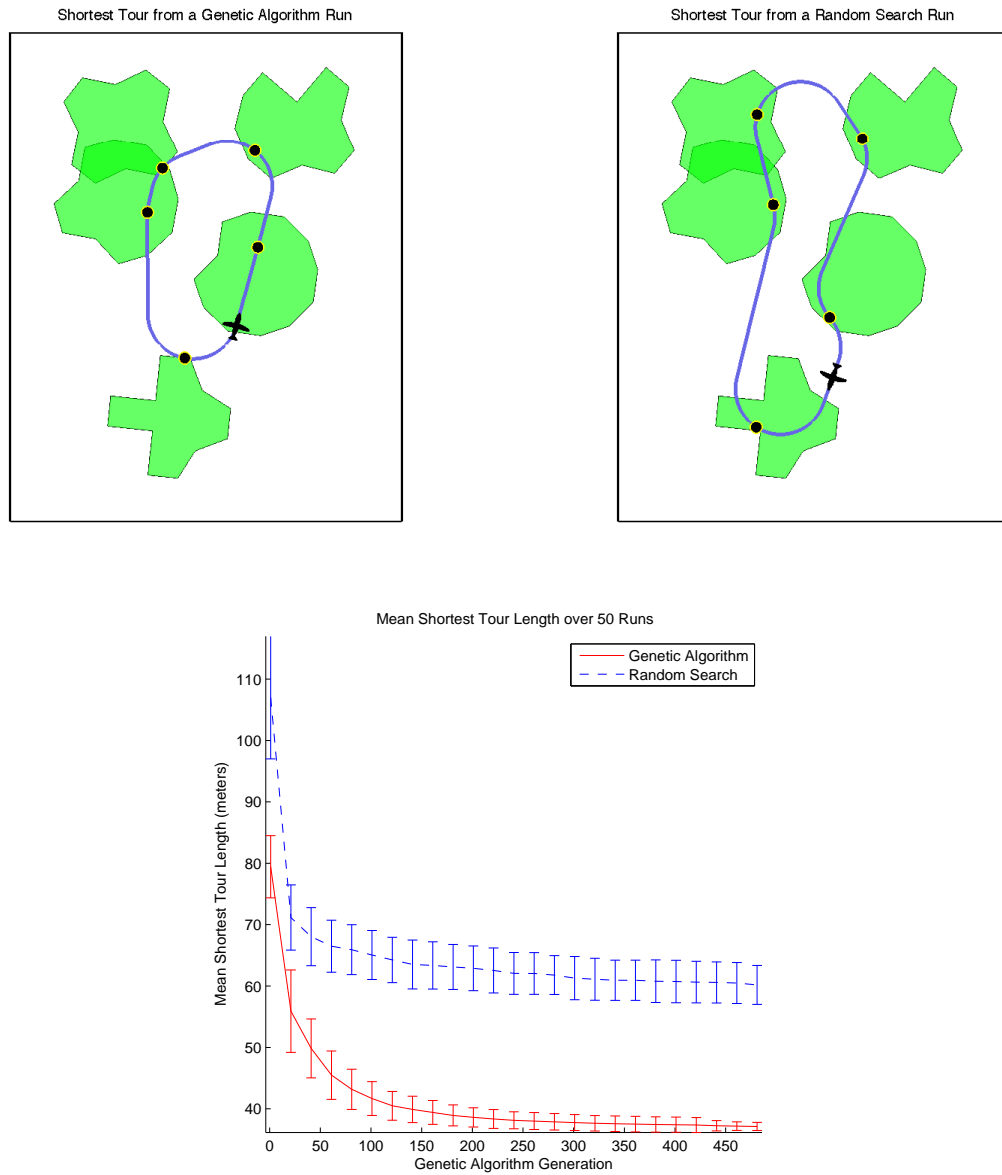 Shortest Tour from a Genetic Algorithm Run
Shortest Tour from a Random Search Run
Mean Shortest Tour Length over 50 Runs
Genetic Algorithm
Random Search
Mean Shortest Tour Length (meters)
110
100
90
80
70
60
50
40
0 50 100 150 200 250 300 350 400 450
Genetic Algorithm Generation